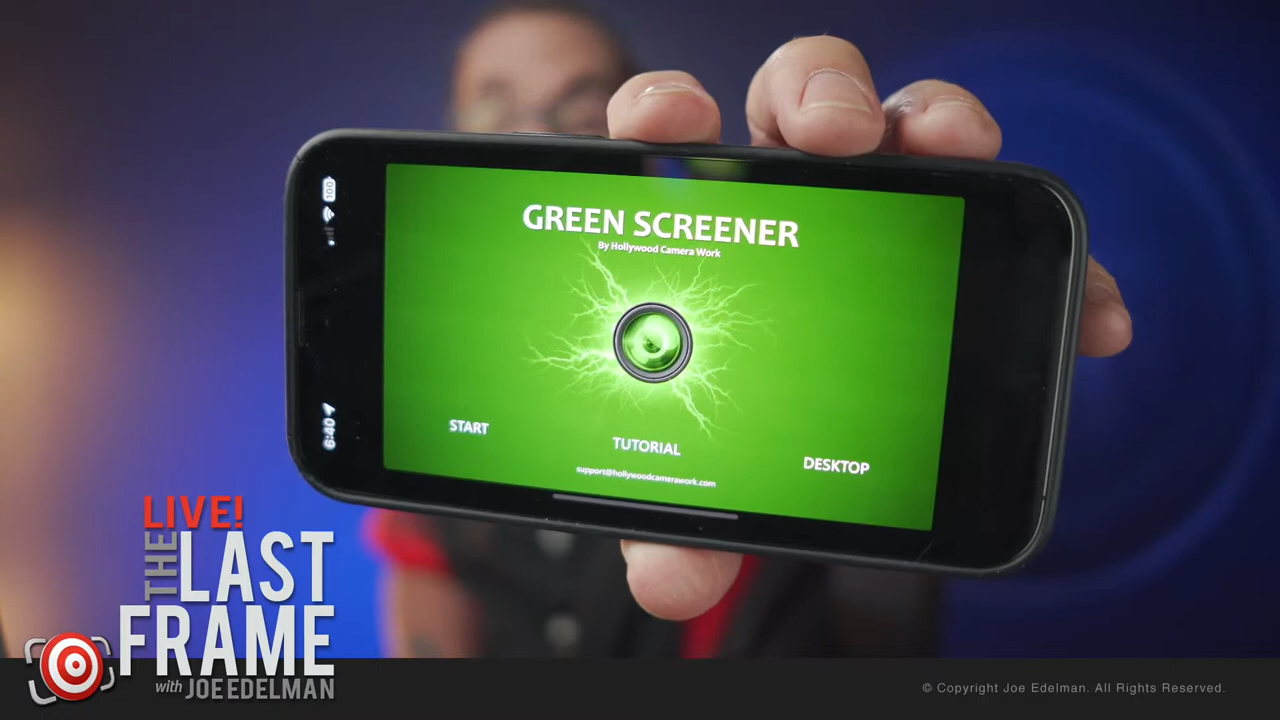 100
6:40
GREEN SCREENER
By Hollywood Camera Work
START
TUTORIAL
DESKTOP
support@hollywoodcamerawork.com
LIVE!
THE LAST
FRAME
with JOE EDELMAN
© Copyright Joe Edelman. All Rights Reserved.